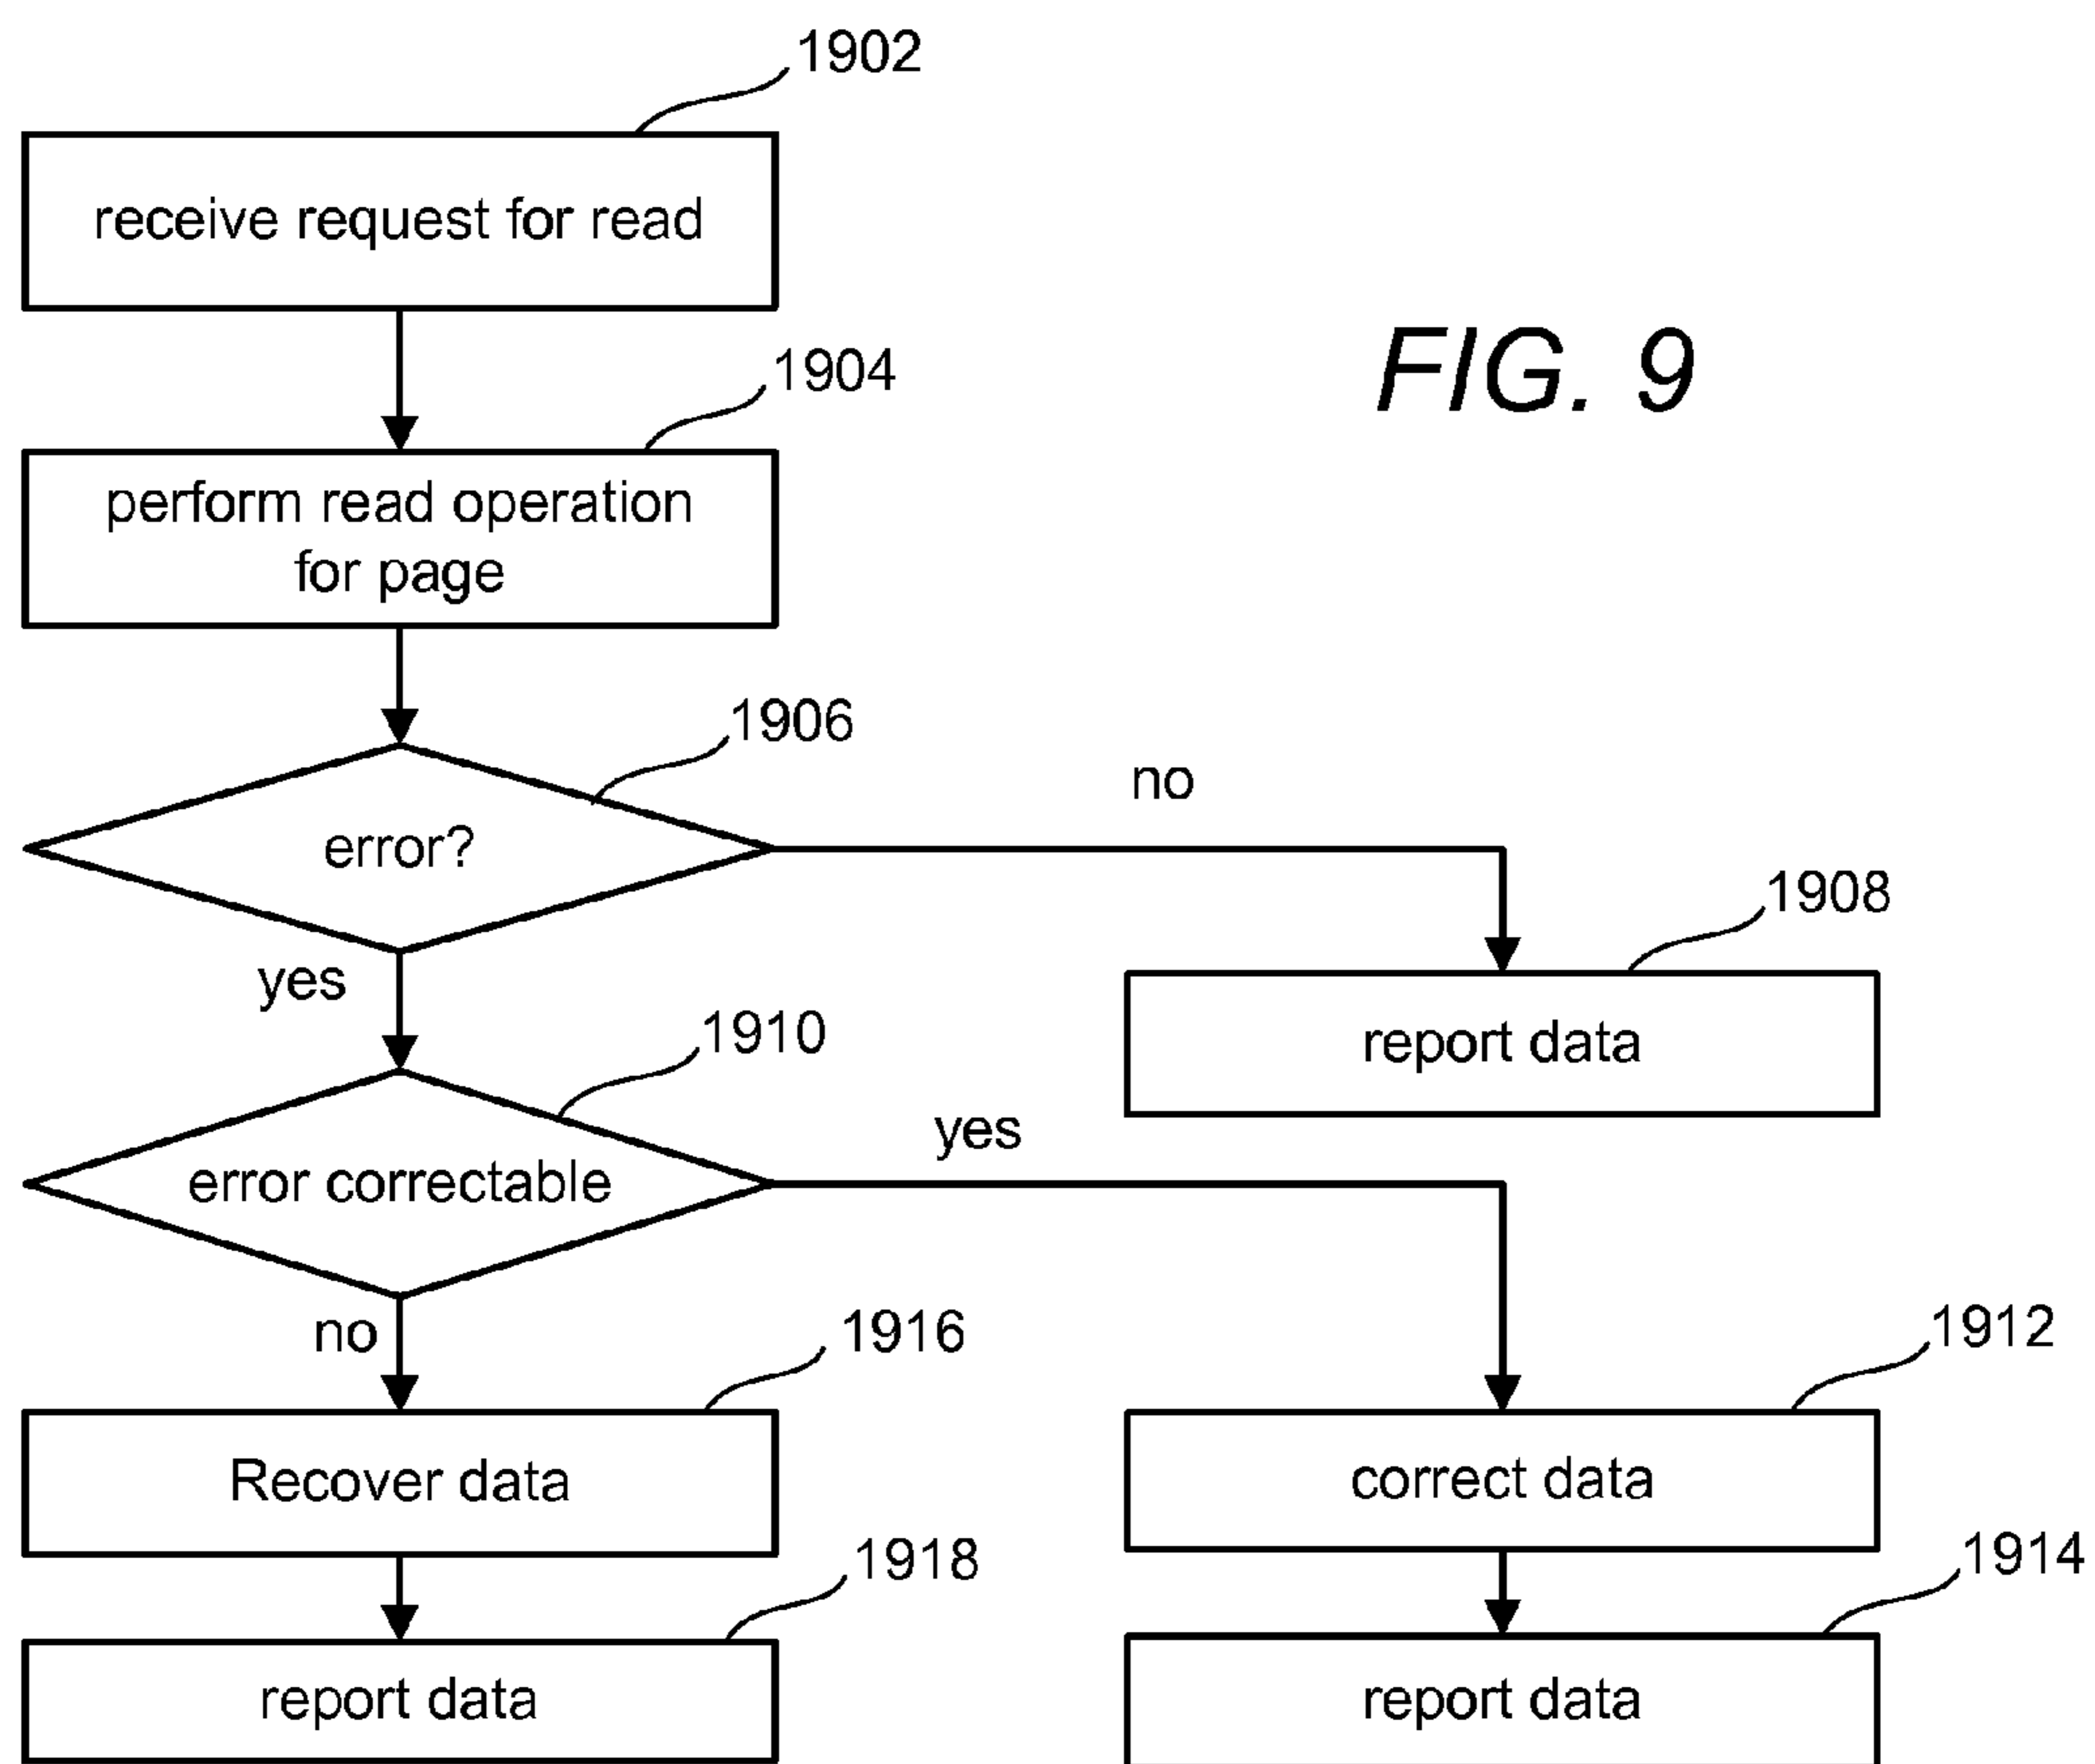 1902
receive request for read
FIG. 9
1904
perform read operation
for page
1906
error?
no
1908
yes
report data
1910
yes
error correctable
no
1916
1912
Recover data
correct data
1918
1914
report data
report data